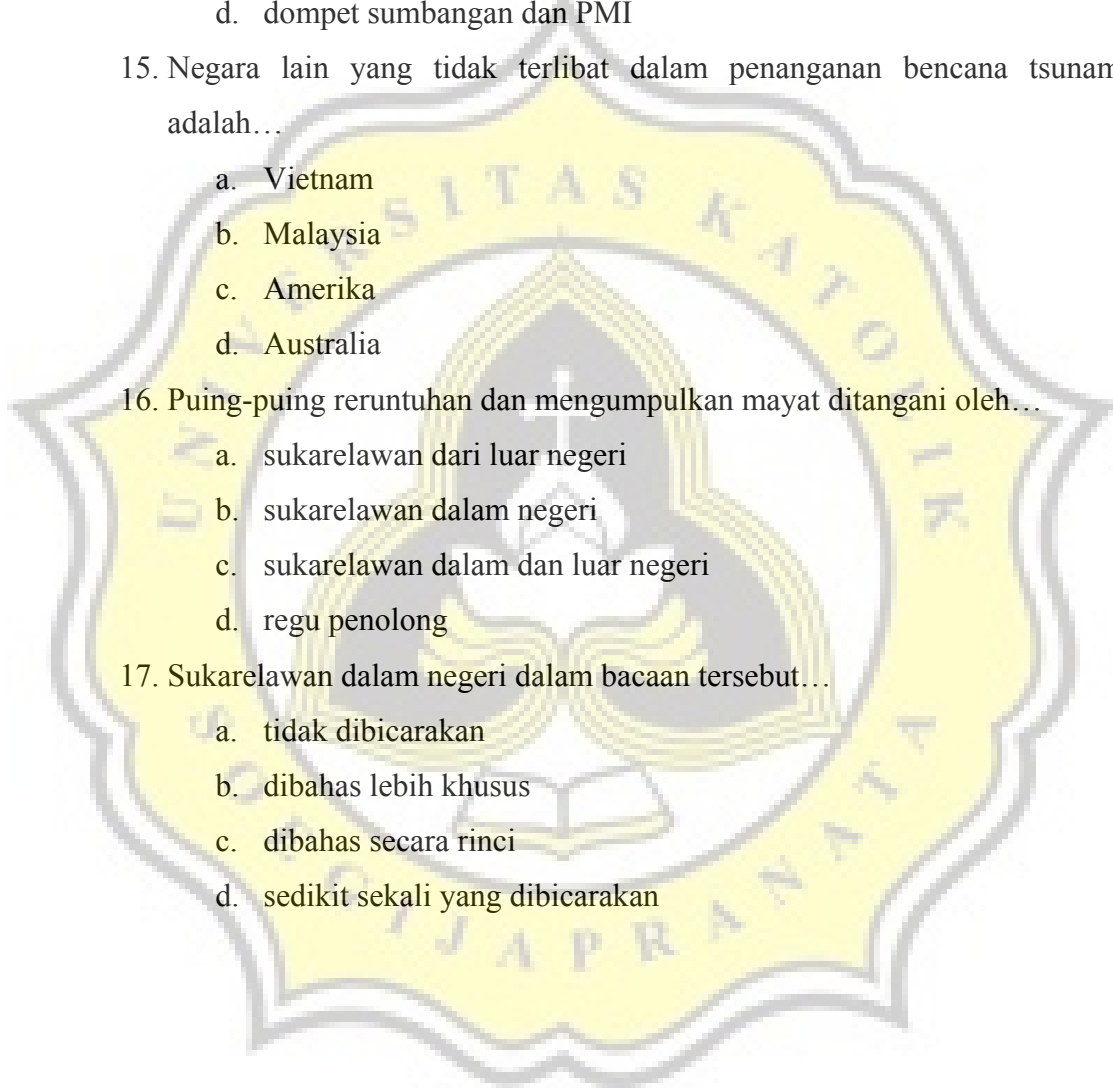 d. dompet sumbangan dan PMI
15. Negara lain yang tidak terlibat dalam penanganan bencana tsunam
adalah…
a. Vietnam
b. Malaysia
c. Amerika
d. Australia
16. Puing-puing reruntuhan dan mengumpulkan mayat ditangani oleh…
a. sukarelawan dari luar negeri
b. sukarelawan dalam negeri
c. sukarelawan dalam dan luar negeri
d. regu penolong
17. Sukarelawan dalam negeri dalam bacaan tersebut…
a. tidak dibicarakan
b. dibahas lebih khusus
c. dibahas secara rinci
d. sedikit sekali yang dibicarakan
UNIVERSITAS KATOLIK
SOEGIJAPRANATA